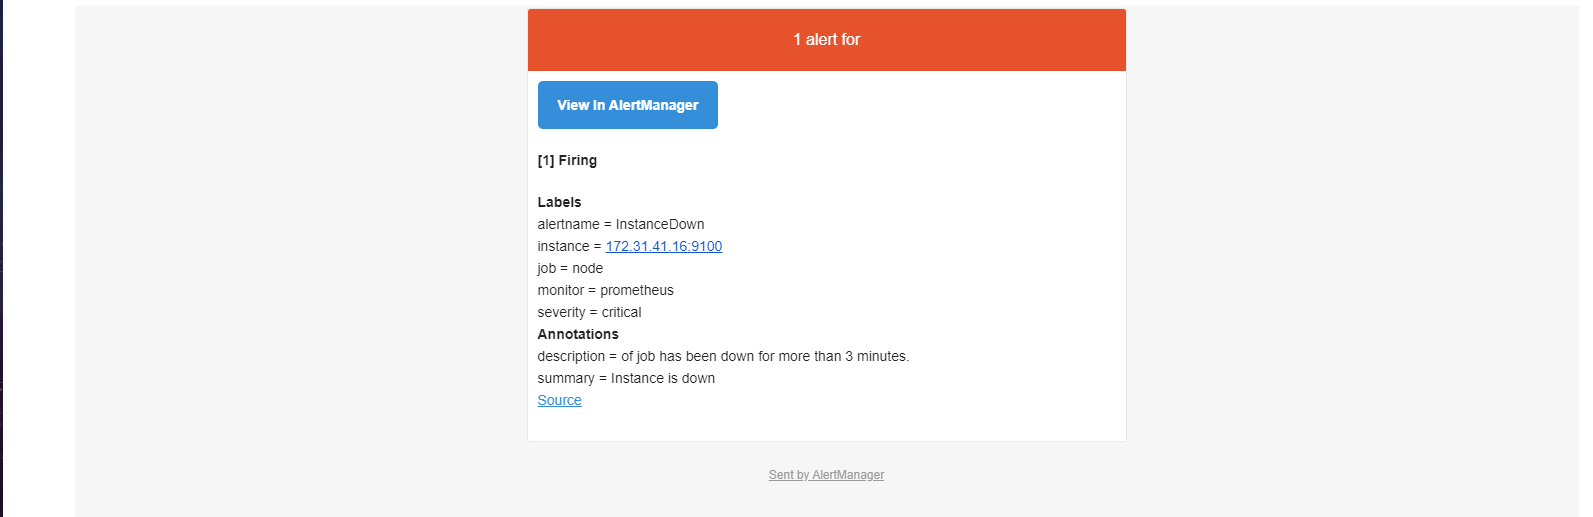 1 alert for
View In AlertManager
[1] Firing
Labels
alertname = InstanceDown
instance = 172.31.41.16:9100
job = node
monitor = prometheus
severity = critical
Annotations
description = of job has been down for more than 3 minutes.
summary = Instance is down
Source
Sent by AlertManager